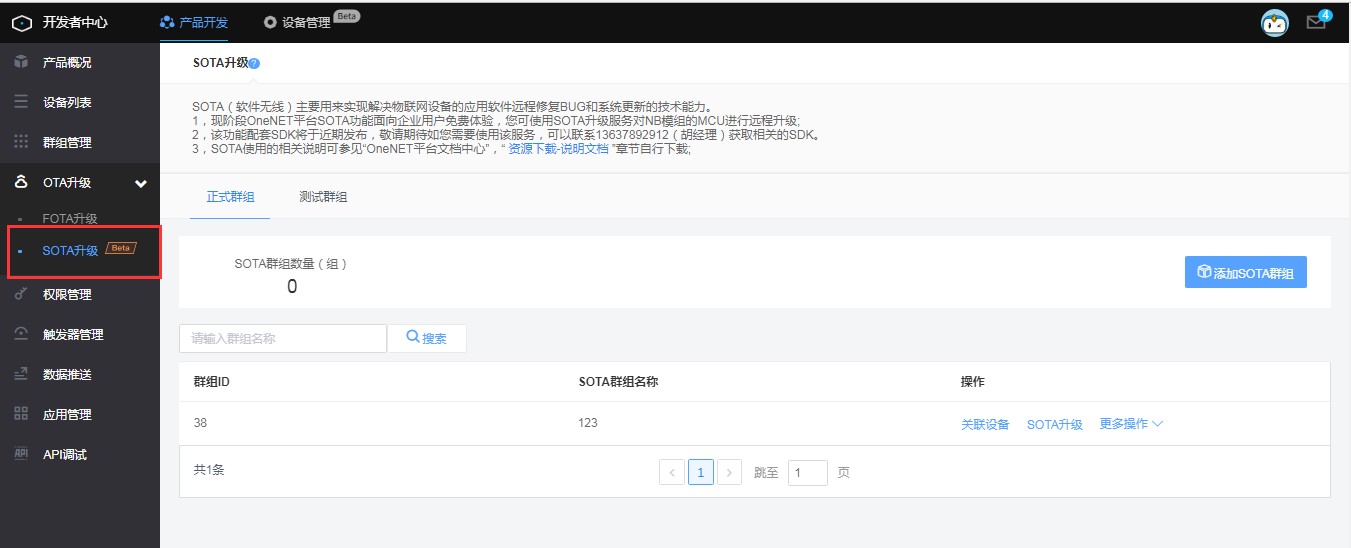 开发者中心
产品开发
设备管理 Beta
4
产品概况
设备列表
群组管理
OTA升级
FOTA升级
SOTA升级 Beta
权限管理
触发器管理
数据推送
应用管理
API API调试
SOTA升级 ?
SOTA（软件无线）主要用来实现解决物联网设备的应用软件远程修复BUG和系统更新的技术能力。
1，现阶段OneNET平台SOTA功能面向企业用户免费体验，您可使用SOTA升级服务对NB模组的MCU进行远程升级;
2，该功能配套SDK将于近期发布，敬请期待如您需要使用该服务，可以联系13637892912（胡经理）获取相关的SDK。
3，SOTA使用的相关说明可参见“OneNET平台文档中心”，“ 资源下载-说明文档 ”章节自行下载;
正式群组 测试群组
SOTA群组数量（组）
0
添加SOTA群组
请输入群组名称 搜索
群组ID SOTA群组名称 操作
38 123 关联设备 SOTA升级 更多操作
共1条 < 1 > 跳至 1 页